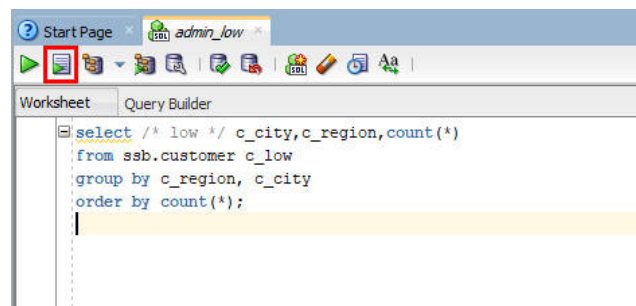 Start Page
admin_low
Worksheet Query Builder
select /* low */ c_city,c_region,count(*)
from ssb.customer c_low
group by c_region, c_city
order by count(*);